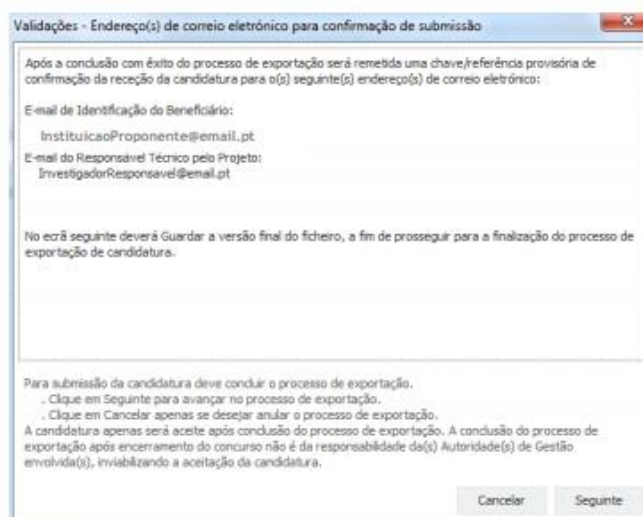 Validações - Endereço(s) de correio eletrónico para confirmação de submissão
Após a conclusão com êxito do processo de exportação será remetida uma chave/referência provisória de
confirmação da receção da candidatura para o(s) seguinte(s) endereço(s) de correio eletrónico:
E-mail de Identificação do Beneficiário:
InstituicaoProponente@email.pt
E-mail do Responsável Técnico pelo Projeto:
InvestigadorResponsavel@email.pt
No ecrã seguinte deverá Guardar a versão final do ficheiro, a fim de prosseguir para a finalização do processo de
exportação de candidatura.
Para submissão da candidatura deve concluir o processo de exportação.
. Clique em Seguinte para avançar no processo de exportação.
. Clique em Cancelar apenas se desejar anular o processo de exportação.
A candidatura apenas será aceite após conclusão do processo de exportação. A conclusão do processo de
exportação após encerramento do concurso não é da responsabilidade da(s) Autoridade(s) de Gestão
envolvida(s), inviabilizando a aceitação da candidatura.
Cancelar Seguinte